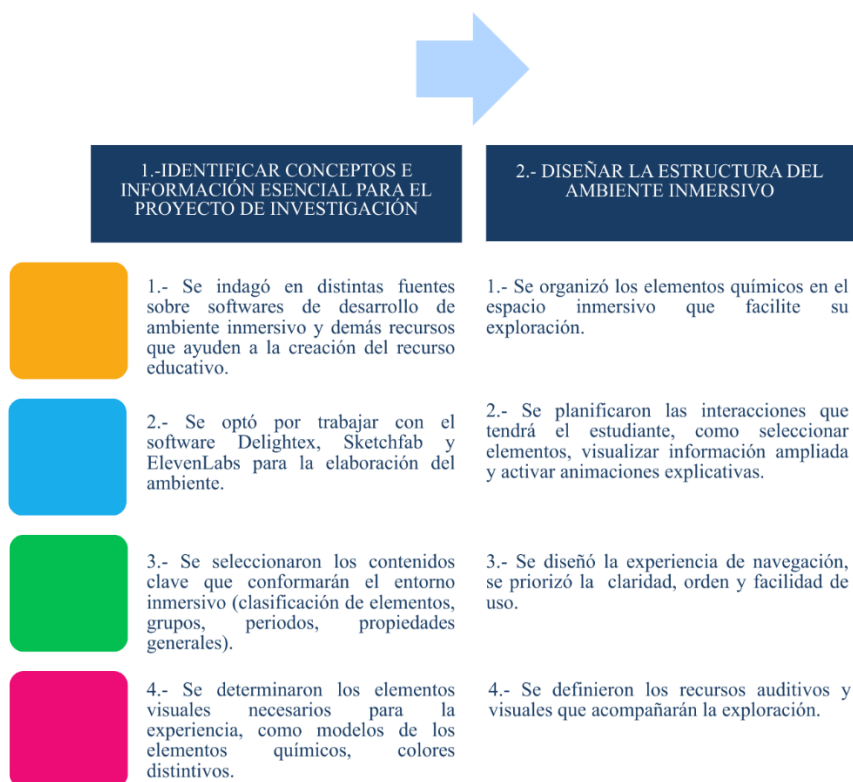 1.-IDENTIFICAR CONCEPTOS E
INFORMACIÓN ESENCIAL PARA EL
PROYECTO DE INVESTIGACIÓN
2.- DISEÑAR LA ESTRUCTURA DEL
AMBIENTE INMERSIVO
1.- Se indagó en distintas fuentes
sobre softwares de desarrollo de
ambiente inmersivo y demás recursos
que ayuden a la creación del recurso
educativo.
1.- Se organizó los elementos químicos en el
espacio inmersivo que facilite su
exploración.
2.- Se optó por trabajar con el
software Delightex, Sketchfab y
ElevenLabs para la elaboración del
ambiente.
2.- Se planificaron las interacciones que
tendrá el estudiante, como seleccionar
elementos, visualizar información ampliada
y activar animaciones explicativas.
3.- Se seleccionaron los contenidos
clave que conformarán el entorno
inmersivo (clasificación de elementos,
grupos, periodos, propiedades
generales).
3.- Se diseñó la experiencia de navegación,
se priorizó la claridad, orden y facilidad de
uso.
4.- Se determinaron los elementos
visuales necesarios para la
experiencia, como modelos de los
elementos químicos, colores
distintivos.
4.- Se definieron los recursos auditivos y
visuales que acompañarán la exploración.